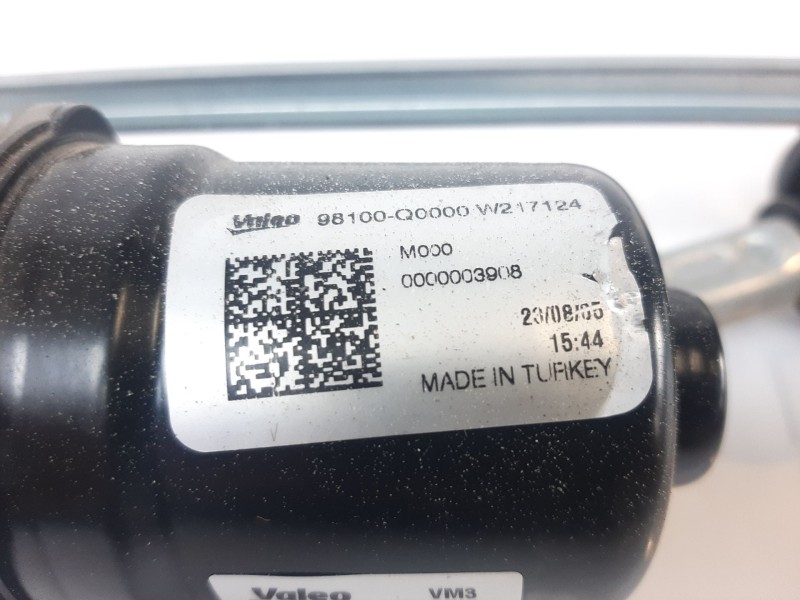 Valeo 98100-Q0000 W217124
M000
0000003908
23/08/05
15:44
MADE IN TURKEY
Valeo VM3